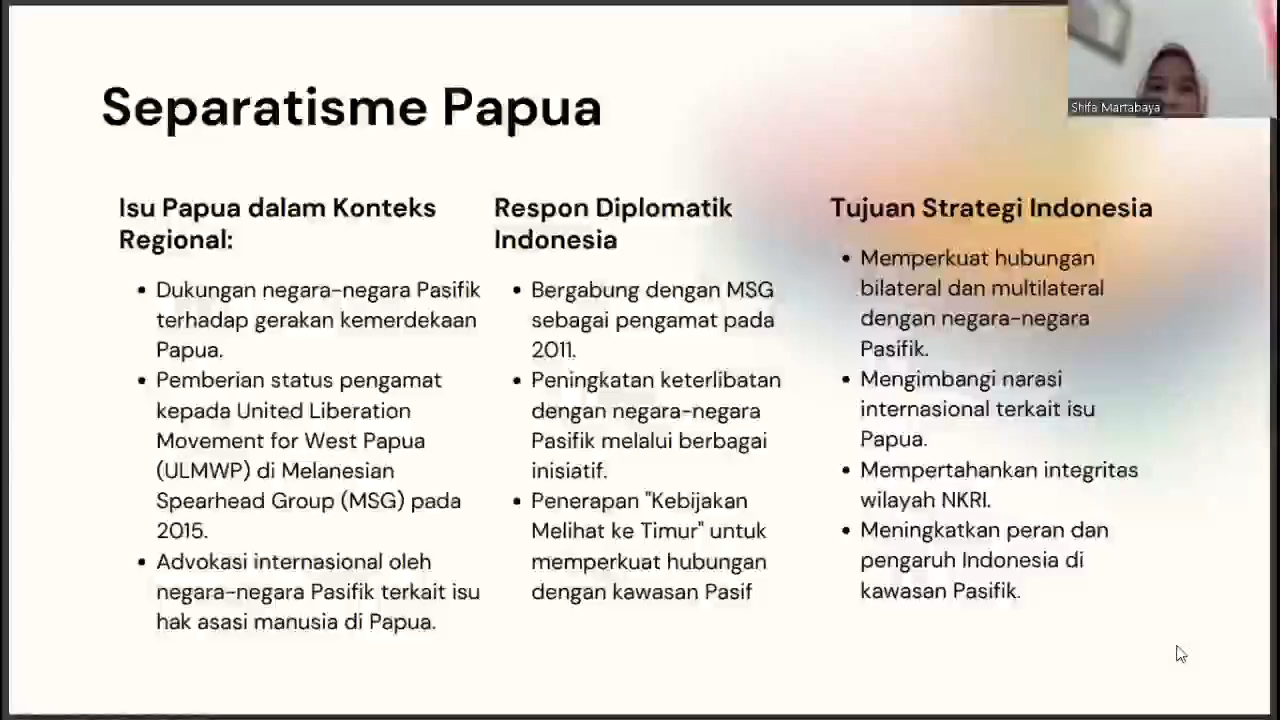 Separatisme Papua
Shifa Martabaya
Isu Papua dalam Konteks
Regional:
• Dukungan negara-negara Pasifik
terhadap gerakan kemerdekaan
Papua.
• Pemberian status pengamat
kepada United Liberation
Movement for West Papua
(ULMWP) di Melanesian
Spearhead Group (MSG) pada
2015.
• Advokasi internasional oleh
negara-negara Pasifik terkait isu
hak asasi manusia di Papua.
Respon Diplomatik
Indonesia
• Bergabung dengan MSG
sebagai pengamat pada
2011.
• Peningkatan keterlibatan
dengan negara-negara
Pasifik melalui berbagai
inisiatif.
• Penerapan "Kebijakan
Melihat ke Timur" untuk
memperkuat hubungan
dengan kawasan Pasif
Tujuan Strategi Indonesia
• Memperkuat hubungan
bilateral dan multilateral
dengan negara-negara
Pasifik.
• Mengimbangi narasi
internasional terkait isu
Papua.
• Mempertahankan integritas
wilayah NKRI.
• Meningkatkan peran dan
pengaruh Indonesia di
kawasan Pasifik.